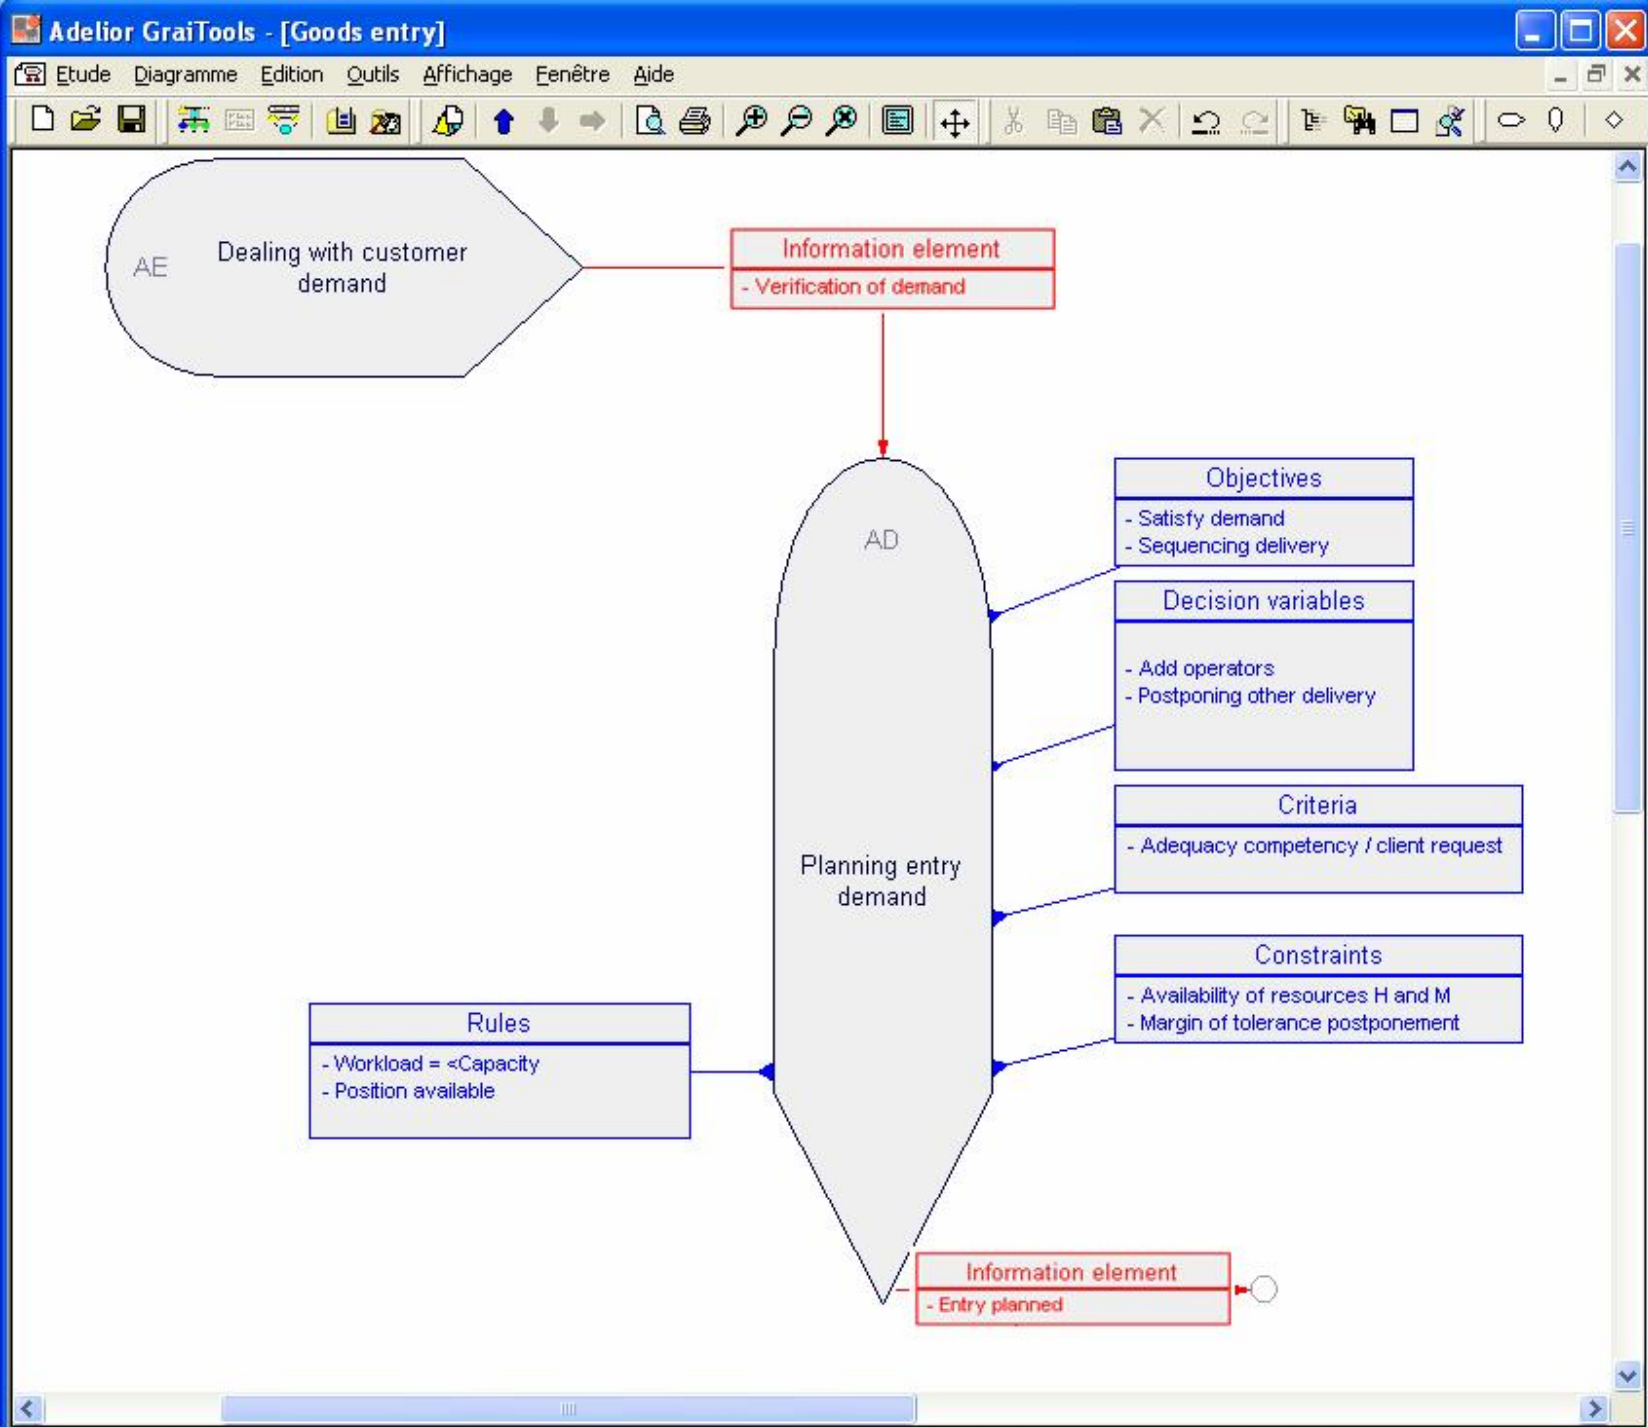 Adelior GraiTools - [Goods entry]
Etude Diagramme Edition Outils Affichage Fenêtre Aide
AE
Dealing with customer
demand
Information element
- Verification of demand
AD
Objectives
- Satisfy demand
- Sequencing delivery
Decision variables
- Add operators
- Postponing other delivery
Criteria
- Adequacy competency / client request
Planning entry
demand
Constraints
- Availability of resources H and M
- Margin of tolerance postponement
Rules
- Workload = <Capacity
- Position available
Information element
- Entry planned